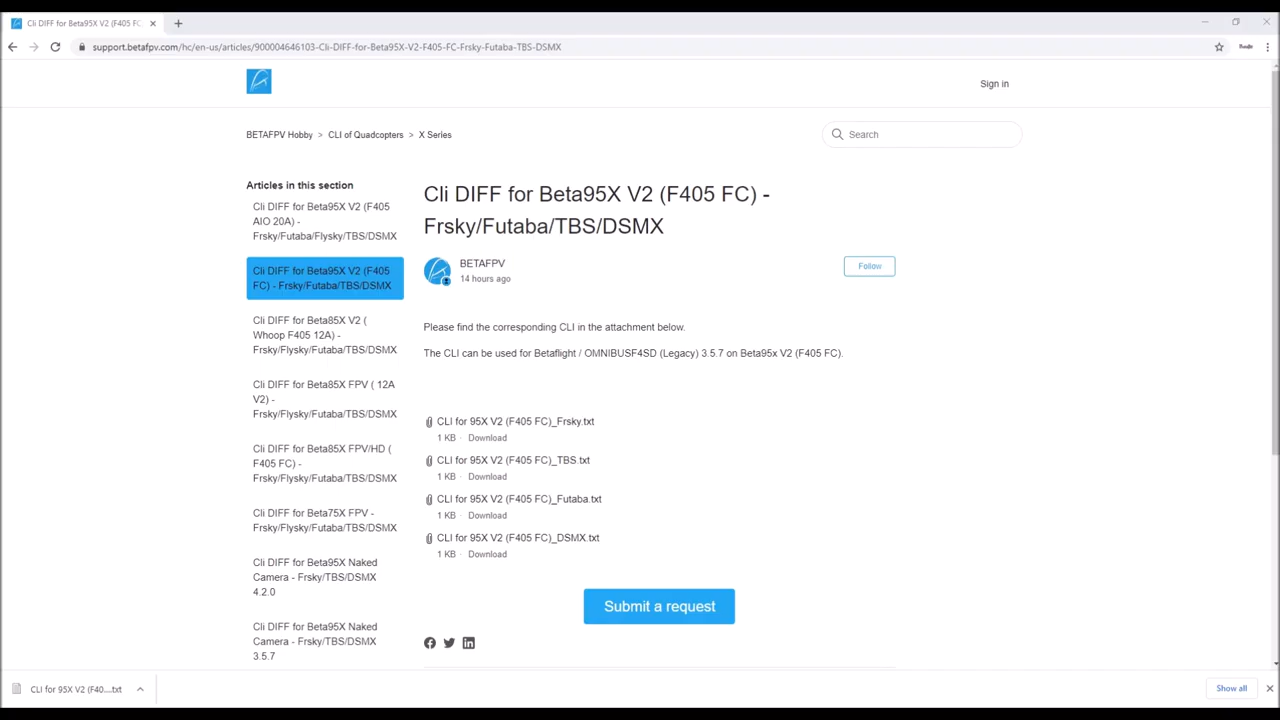 Cli DIFF for Beta95X V2 (F405 FC
support.betafpv.com/hc/en-us/articles/900004646103-Cli-DIFF-for-Beta95X-V2-F405-FC-Frsky-Futaba-TBS-DSMX
Sign in
BETAFPV Hobby > CLI of Quadcopters > X Series
Search
Articles in this section
Cli DIFF for Beta95X V2 (F405
AIO 20A) -
Frsky/Futaba/Flysky/TBS/DSMX
Cli DIFF for Beta95X V2 (F405
FC) - Frsky/Futaba/TBS/DSMX
Cli DIFF for Beta85X V2 (
Whoop F405 12A) -
Frsky/Flysky/Futaba/TBS/DSMX
Cli DIFF for Beta85X FPV ( 12A
V2) -
Frsky/Flysky/Futaba/TBS/DSMX
Cli DIFF for Beta85X FPV/HD (
F405 FC) -
Frsky/Flysky/Futaba/TBS/DSMX
Cli DIFF for Beta75X FPV -
Frsky/Flysky/Futaba/TBS/DSMX
Cli DIFF for Beta95X Naked
Camera - Frsky/TBS/DSMX
4.2.0
Cli DIFF for Beta95X Naked
Camera - Frsky/TBS/DSMX
3.5.7
Cli DIFF for Beta95X V2 (F405 FC) -
Frsky/Futaba/TBS/DSMX
BETAFPV
14 hours ago
Follow
Please find the corresponding CLI in the attachment below.
The CLI can be used for Betaflight / OMNIBUSF4SD (Legacy) 3.5.7 on Beta95x V2 (F405 FC).
CLI for 95X V2 (F405 FC)_Frsky.txt
1 KB · Download
CLI for 95X V2 (F405 FC)_TBS.txt
1 KB · Download
CLI for 95X V2 (F405 FC)_Futaba.txt
1 KB · Download
CLI for 95X V2 (F405 FC)_DSMX.txt
1 KB · Download
Submit a request
CLI for 95X V2 (F40....txt
Show all